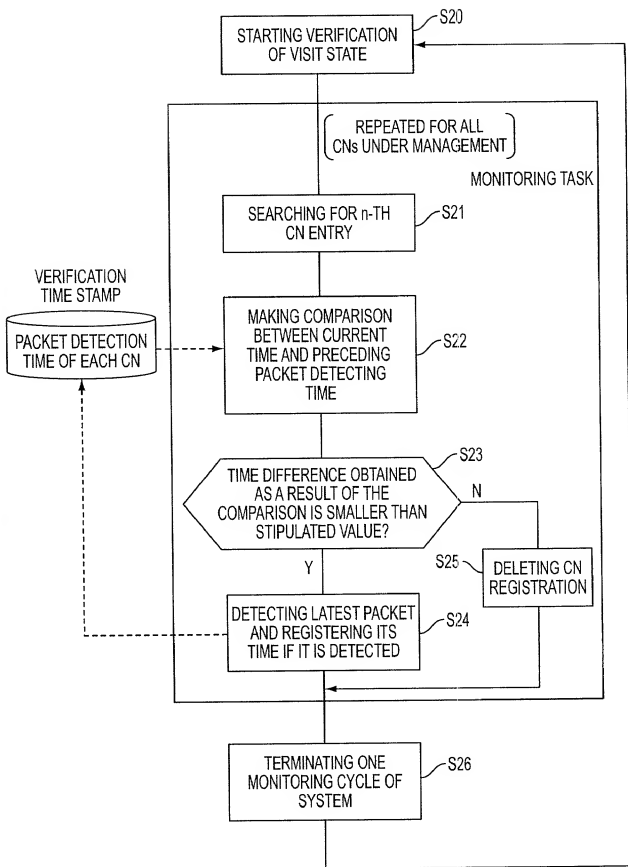 S20
STARTING VERIFICATION
OF VISIT STATE
REPEATED FOR ALL
CNs UNDER MANAGEMENT
MONITORING TASK
SEARCHING FOR n-TH
CN ENTRY
S21
VERIFICATION
TIME STAMP
PACKET DETECTION
TIME OF EACH CN
MAKING COMPARISON
BETWEEN CURRENT
TIME AND PRECEDING
PACKET DETECTING
TIME
S22
S23
TIME DIFFERENCE OBTAINED
AS A RESULT OF THE
COMPARISON IS SMALLER THAN
STIPULATED VALUE?
N
Y
S25
DELETING CN
REGISTRATION
DETECTING LATEST PACKET
AND REGISTERING ITS
TIME IF IT IS DETECTED
S24
TERMINATING ONE
MONITORING CYCLE OF
SYSTEM
S26